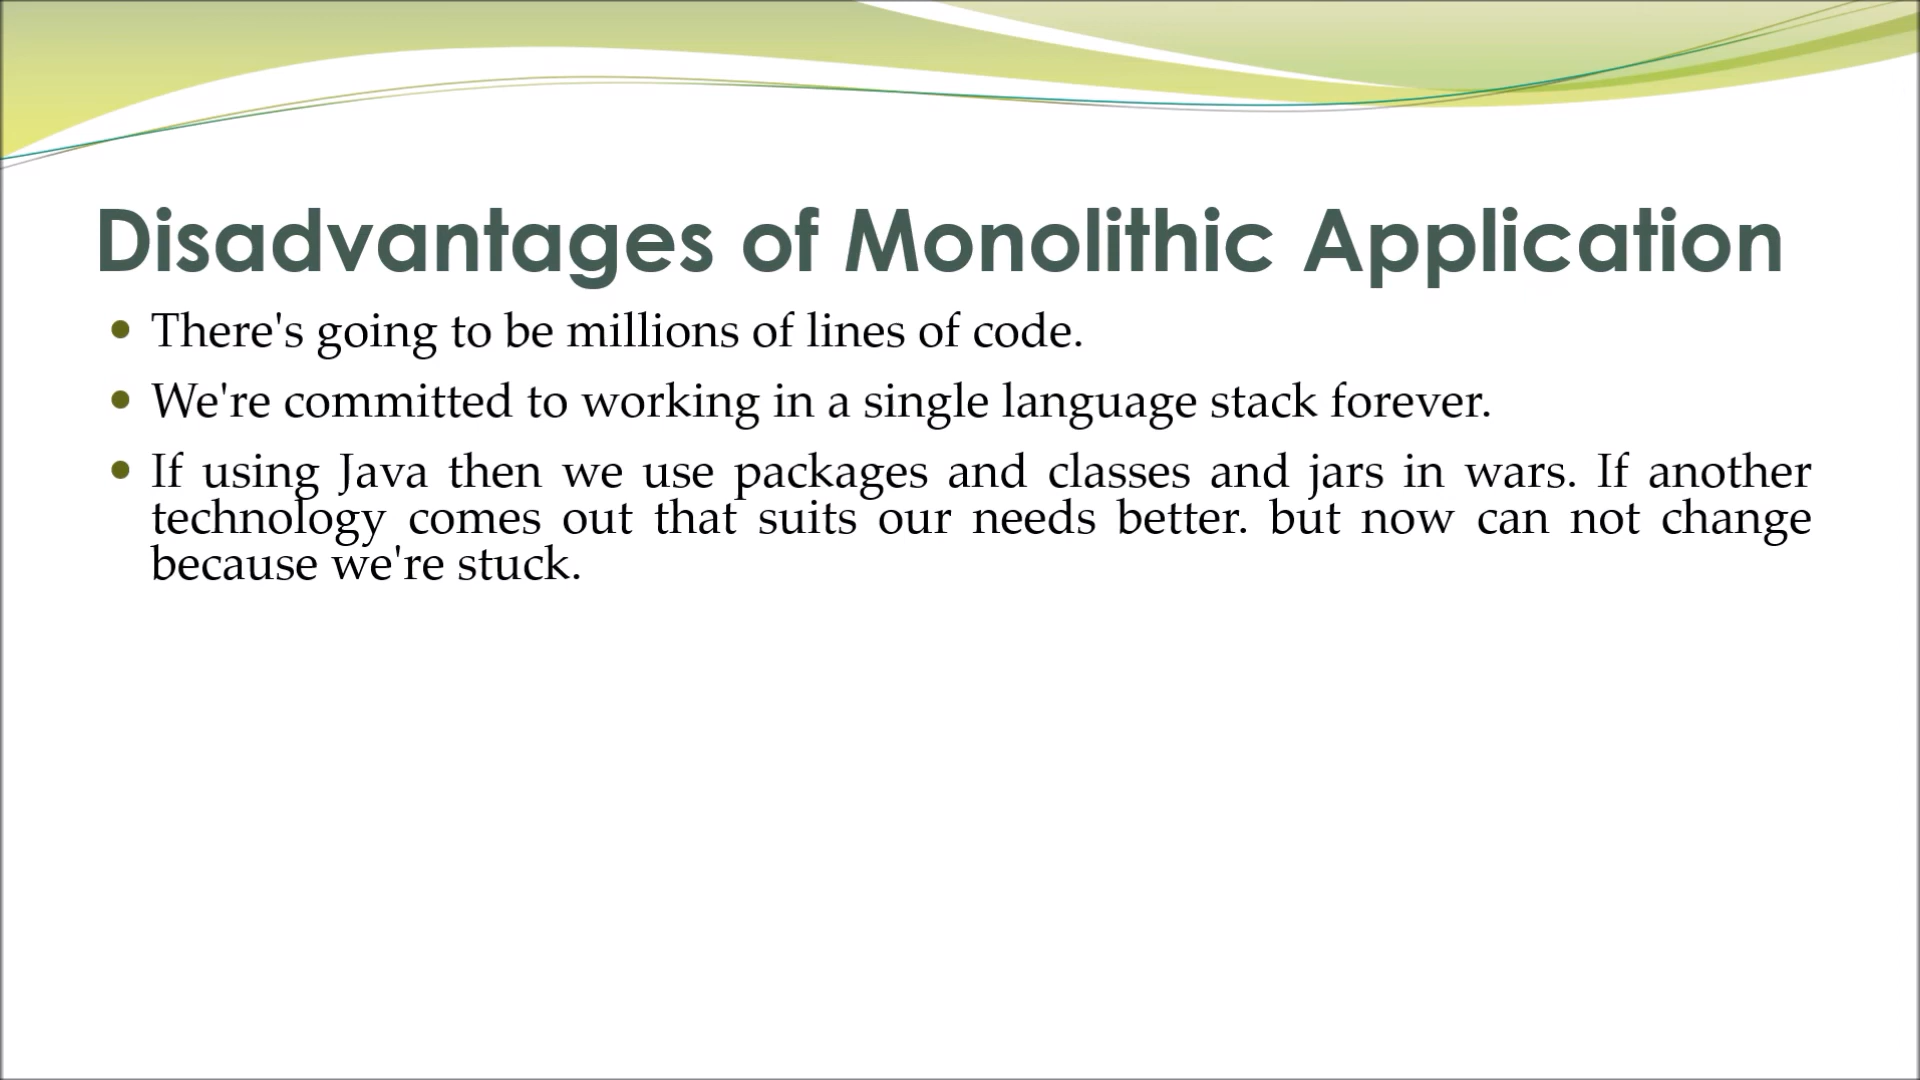 Disadvantages of Monolithic Application
There's going to be millions of lines of code.
We're committed to working in a single language stack forever.
If using Java then we use packages and classes and jars in wars. If another
technology comes out that suits our needs better. but now can not change
because we're stuck.